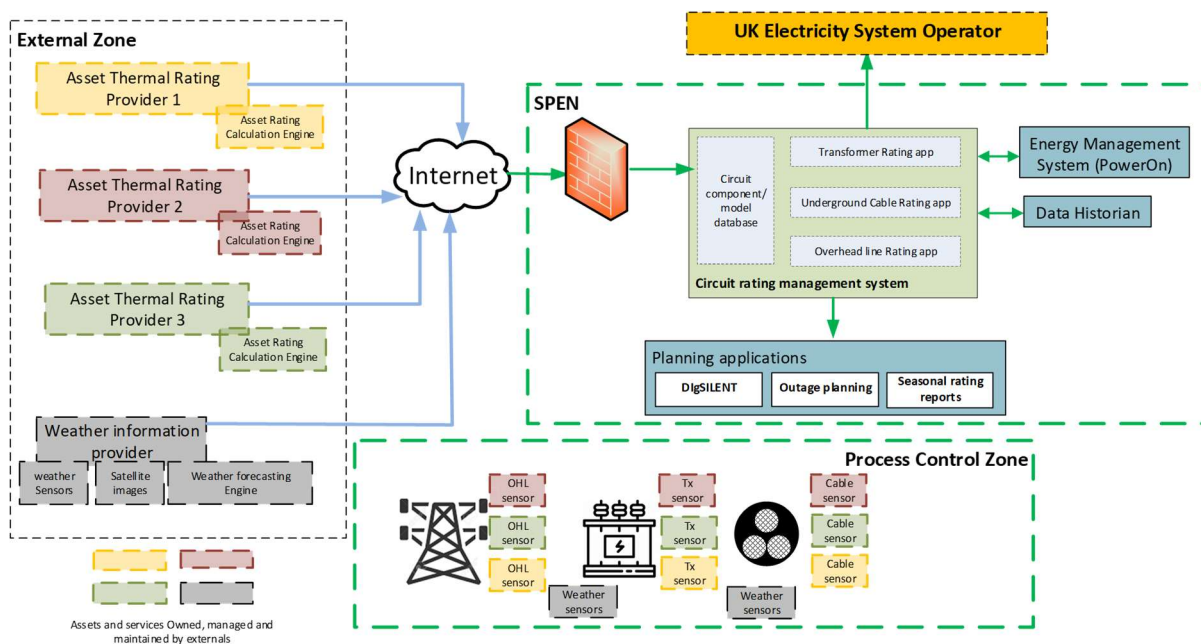 External Zone
Asset Thermal Rating
Provider 1
Asset Rating
Calculation Engine
Asset Thermal Rating
Provider 2
Asset Rating
Calculation Engine
Asset Thermal Rating
Provider 3
Asset Rating
Calculation Engine
Weather information
provider
weather
Sensors
Satellite
images
Weather forecasting
Engine
Assets and services Owned, managed and
maintained by externals
Internet
UK Electricity System Operator
SPEN
Circuit
component/
model
database
Transformer Rating app
Underground Cable Rating app
Overhead line Rating app
Circuit rating management system
Energy Management
System (PowerOn)
Data Historian
Planning applications
DIgSILENT
Outage planning
Seasonal rating
reports
Process Control Zone
OHL
sensor
OHL
sensor
OHL
sensor
Weather
sensors
Tx
sensor
Tx
sensor
Tx
sensor
Weather
sensors
Cable
sensor
Cable
sensor
Cable
sensor